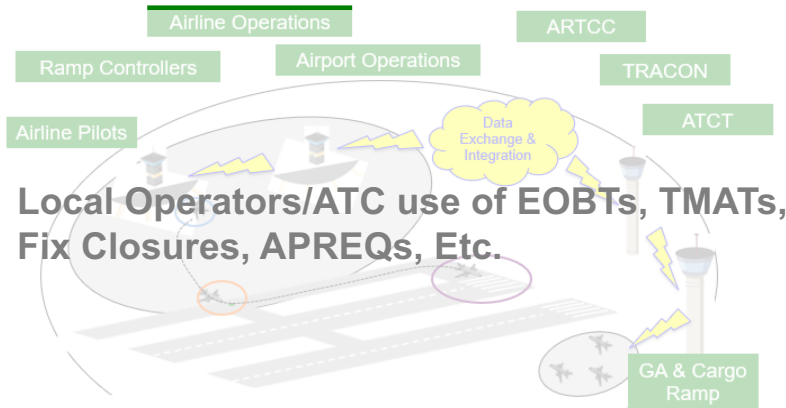 Airline Operations
ARTCC
Ramp Controllers
Airport Operations
TRACON
Airline Pilots
Data
Exchange &
Integration
ATCT
Local Operators/ATC use of EOBTs, TMATs,
Fix Closures, APREQs, Etc.
GA & Cargo
Ramp